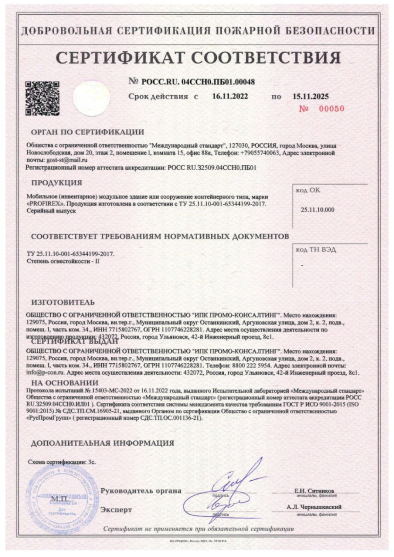 ДОБРОВОЛЬНАЯ СЕРТИФИКАЦИЯ ПОЖАРНОЙ БЕЗОПАСНОСТИ
СЕРТИФИКАТ СООТВЕТСТВИЯ
№ РОСС.RU. 04ССН0.ПБ01.00048
Срок действия с 16.11.2022 по 15.11.2025
№ 00050
ОРГАН ПО СЕРТИФИКАЦИИ
Общества с ограниченной ответственностью "Международный стандарт", 127030, РОССИЯ, город Москва, улица
Новослободская, дом 20, этаж 2, помещение I, комната 15, офис 88к, Телефон: +79055740063, Адрес электронной
почты: gost-st@mail.ru
Регистрационный номер аттестата аккредитации: РОСС RU.32509.04ССН0.ПБ01
ПРОДУКЦИЯ
Мобильное (инвентарное) модульное здание или сооружение контейнерного типа, марки
«PROFIREX». Продукция изготовлена в соответствии с ТУ 25.11.10-001-65344199-2017.
Серийный выпуск
код ОК
25.11.10.000
СООТВЕТСТВУЕТ ТРЕБОВАНИЯМ НОРМАТИВНЫХ ДОКУМЕНТОВ
ТУ 25.11.10-001-65344199-2017.
Степень огнестойкости - II
код ТН ВЭД
-
ИЗГОТОВИТЕЛЬ
ОБЩЕСТВО С ОГРАНИЧЕННОЙ ОТВЕТСТВЕННОСТЬЮ "ИПК ПРОМО-КОНСАЛТИНГ". Место нахождения:
129075, Россия, город Москва, вн.тер.г., Муниципальный округ Останкинский, Аргуновская улица, дом 2, к. 2, подв.,
помещ. I, часть ком. 34., ИНН 7715802767, ОГРН 1107746228281. Адрес места осуществления деятельности по
изготовлению продукции: 432072, Россия, город Ульяновск, 42-й Инженерный проезд, 8с1.
СЕРТИФИКАТ ВЫДАН
ОБЩЕСТВО С ОГРАНИЧЕННОЙ ОТВЕТСТВЕННОСТЬЮ "ИПК ПРОМО-КОНСАЛТИНГ". Место нахождения:
129075, Россия, город Москва, вн.тер.г., Муниципальный округ Останкинский, Аргуновская улица, дом 2, к. 2, подв.,
помещ. I, часть ком. 34., ИНН 7715802767, ОГРН 1107746228281. Телефон: 8800 222 5954. Адрес электронной почты:
info@p-con.ru. Адрес места осуществления деятельности: 432072, Россия, город Ульяновск, 42-й Инженерный проезд, 8с1.
НА ОСНОВАНИИ
Протокола испытаний № 15803-МС-2022 от 16.11.2022 года, выданного Испытательной лабораторией «Международный стандарт»
Общества с ограниченной ответственностью «Международный стандарт» (регистрационный номер аттестата аккредитации РОСС
RU.32509.04ССН0.ИЛ01 ). Сертификата соответствия системы менеджмента качества требованиям ГОСТ Р ИСО 9001-2015 (ISO
9001:2015) № СДС.ТП.СМ.16905-21, выданного Органом по сертификации Общества с ограниченной ответственностью
«РусПромГрупп» ( регистрационный номер СДС.ТП.ОС.001136-21).
ДОПОЛНИТЕЛЬНАЯ ИНФОРМАЦИЯ
Схема сертификации: 3с.
М.П.
Руководитель органа
подпись
Е.Н. Ситников
инициалы, фамилия
Эксперт
подпись
А.Л. Чернявский
инициалы, фамилия
Сертификат не применяется при обязательной сертификации